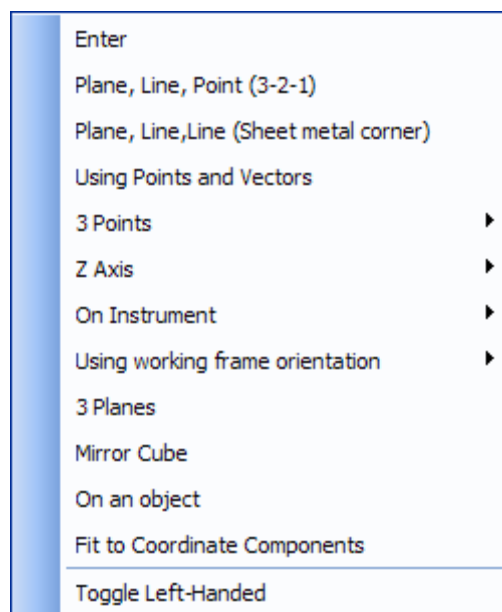 Enter
Plane, Line, Point (3-2-1)
Plane, Line,Line (Sheet metal corner)
Using Points and Vectors
3 Points
Z Axis
On Instrument
Using working frame orientation
3 Planes
Mirror Cube
On an object
Fit to Coordinate Components
Toggle Left-Handed